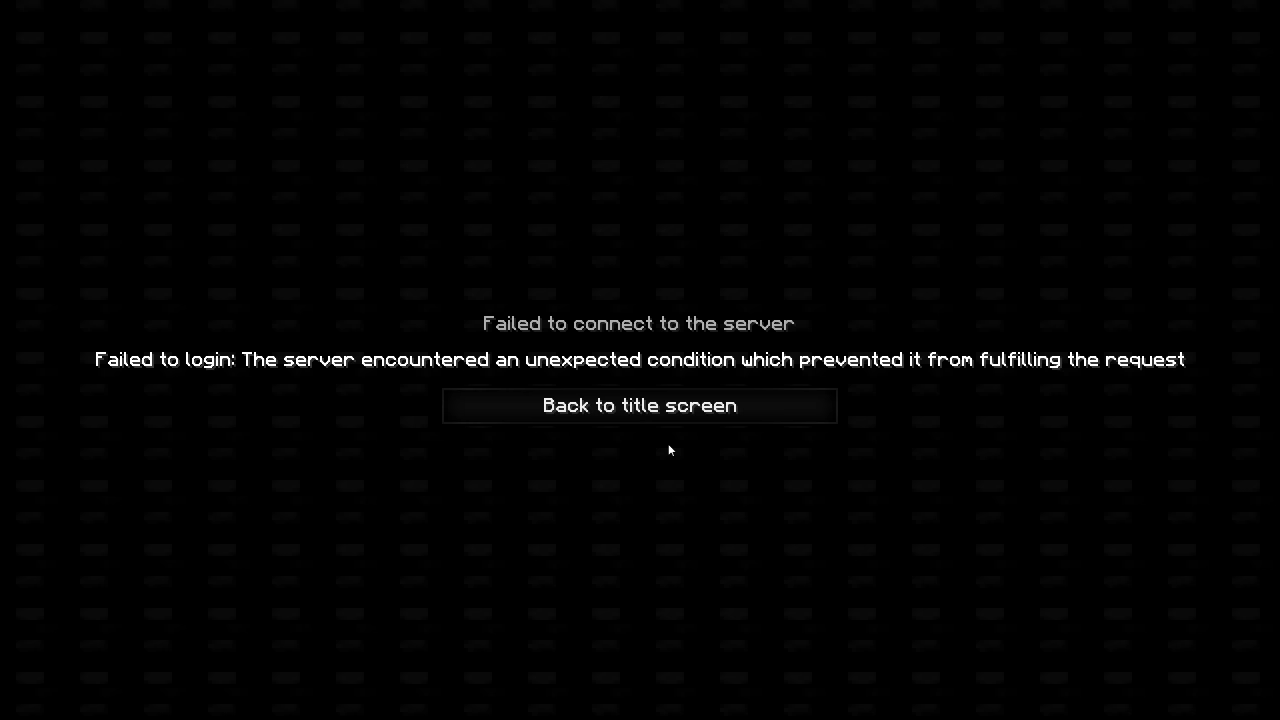 Failed to connect to the server
Failed to login: The server encountered an unexpected condition which prevented it from fulfilling the request
Back to title screen